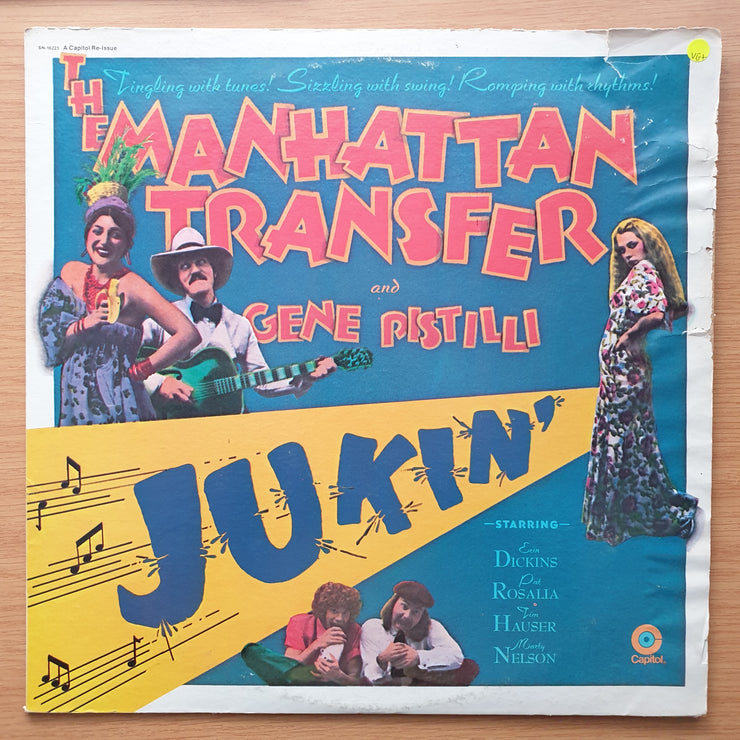 SN-16223 A Capitol Re-Issue
VG+
Tingling with tunes! Sizzling with swing! Romping with rhythms!
THE
MANHATTAN
TRANSFER
and
GENE PISTILLI
JUKIN'
—STARRING—
Erin
DICKINS
Pat
ROSALIA
Tim
HAUSER
Marty
NELSON
Capitol